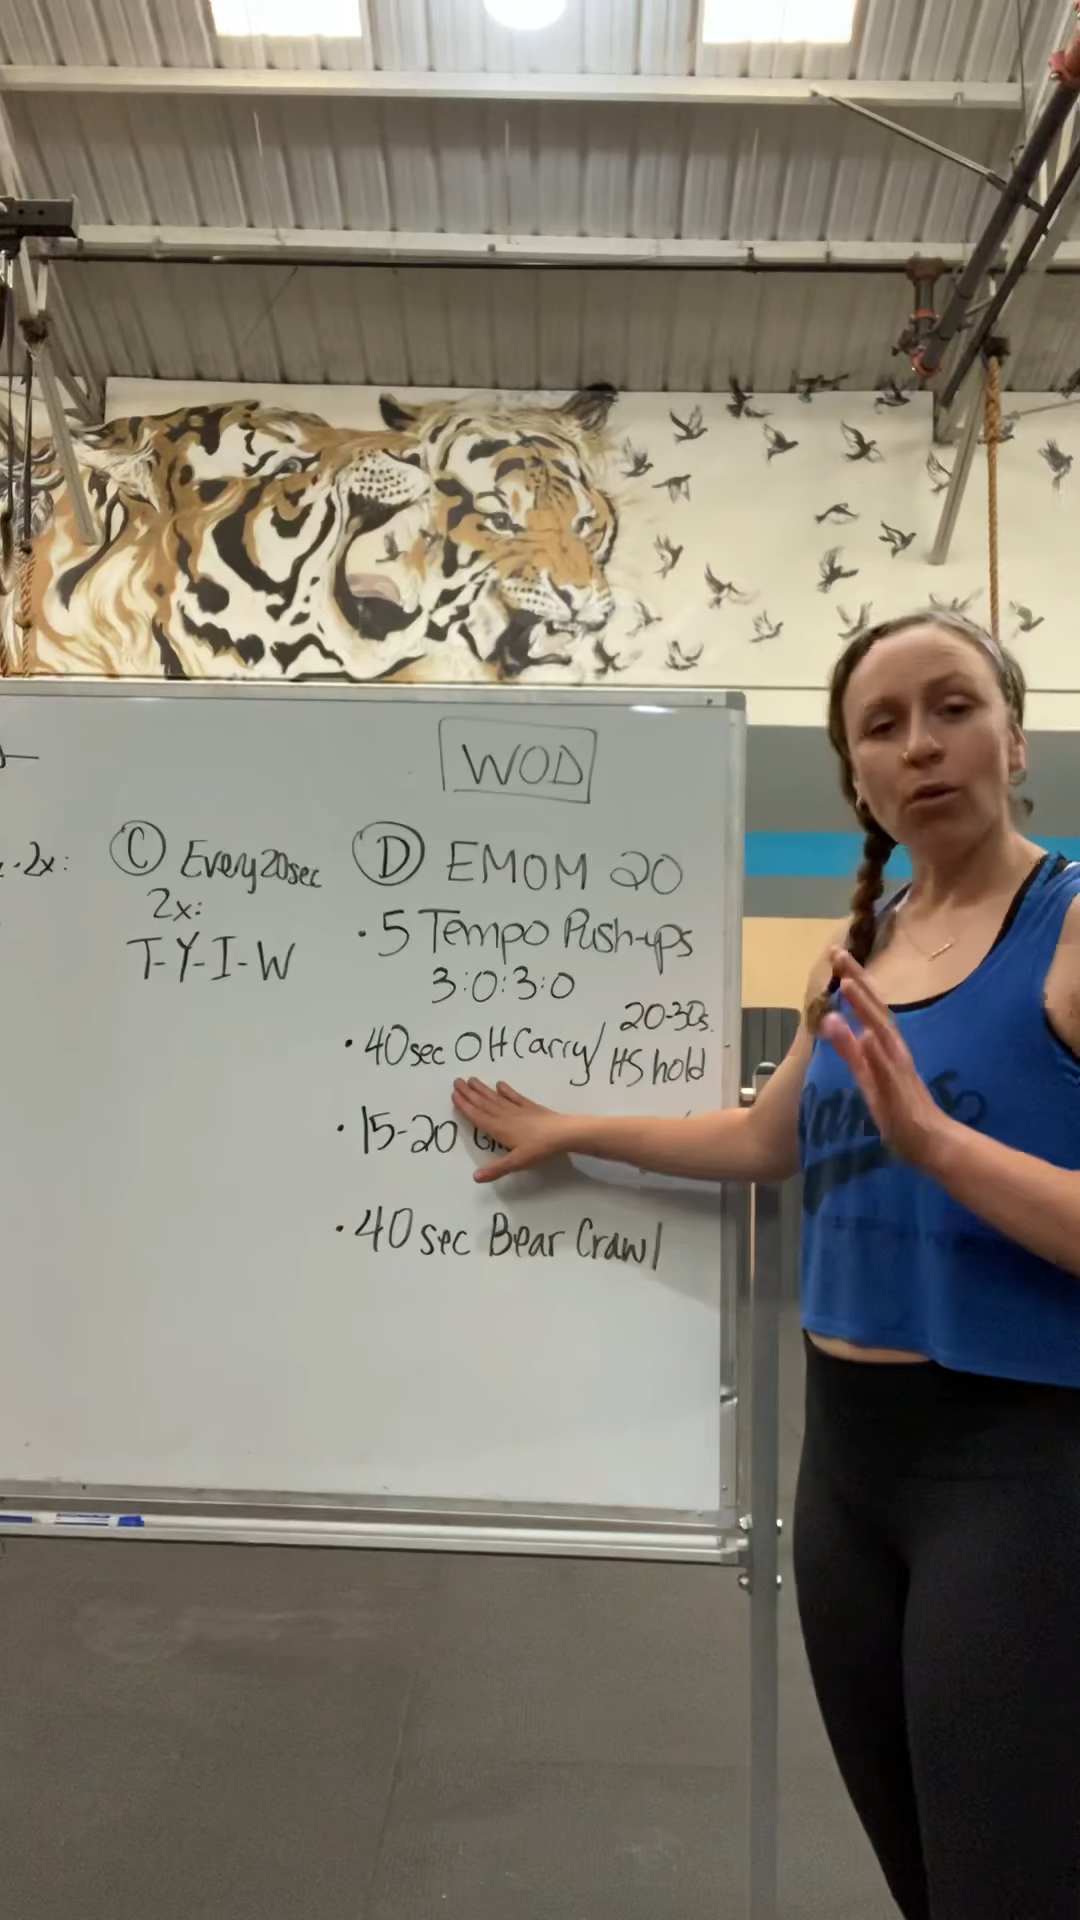 WOD
2x:
C Every 20sec
2x:
T-Y-I-W
D EMOM 20
• 5 Tempo Push-ups
3:0:3:0
• 40sec OH Carry/ 20-30s.
HS hold
• 15-20
• 40 sec Bear Crawl